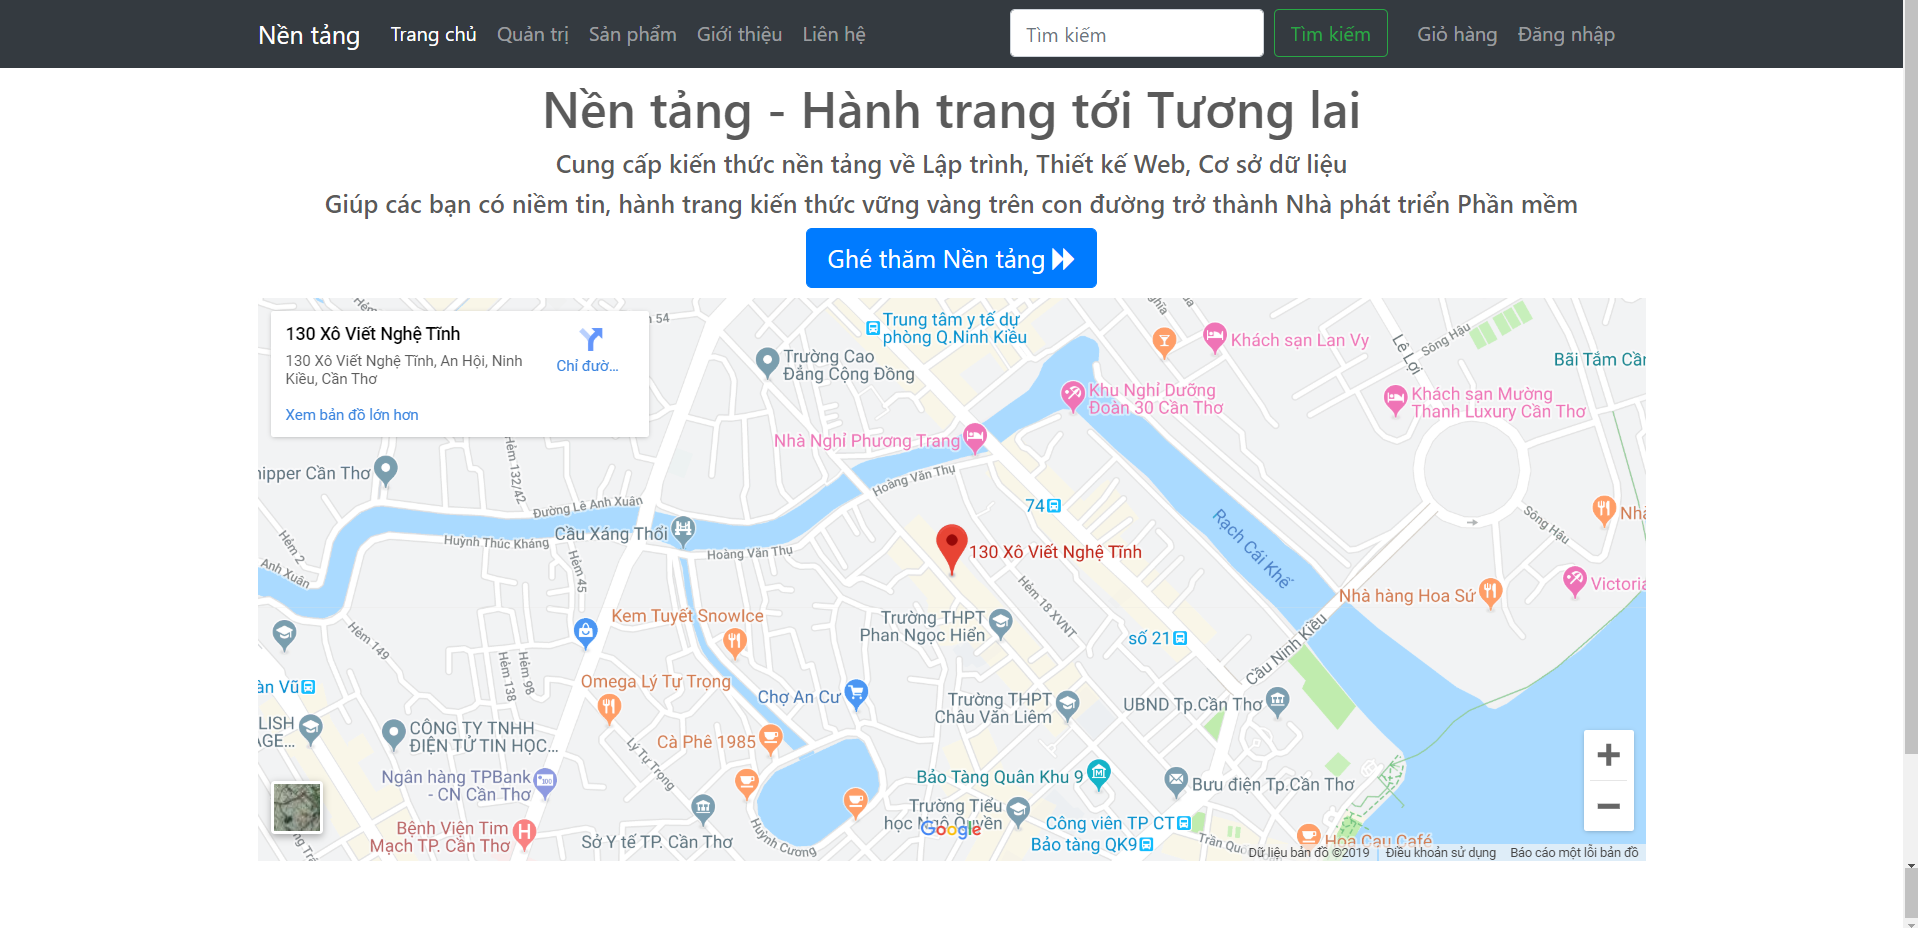 Nền tảng
Trang chủ
Quản trị
Sản phẩm
Giới thiệu
Liên hệ
Tìm kiếm
Tìm kiếm
Giỏ hàng
Đăng nhập
Nền tảng - Hành trang tới Tương lai
Cung cấp kiến thức nền tảng về Lập trình, Thiết kế Web, Cơ sở dữ liệu
Giúp các bạn có niềm tin, hành trang kiến thức vững vàng trên con đường trở thành Nhà phát triển Phần mềm
Ghé thăm Nền tảng
130 Xô Viết Nghệ Tĩnh
130 Xô Viết Nghệ Tĩnh, An Hội, Ninh
Kiều, Cần Thơ
Chỉ đườ...
Xem bản đồ lớn hơn
54
Trung tâm y tế dự
phòng Q.Ninh Kiều
Trường Cao
Đẳng Cộng Đồng
Khách sạn Lan Vy
Lê Lợi
Sông Hậu
Bãi Tắm Cần
Khu Nghỉ Dưỡng
Đoàn 30 Cần Thơ
Khách sạn Mường
Thanh Luxury Cần Thơ
Nhà Nghỉ Phương Trang
Hoàng Văn Thụ
hipper Cần Thơ
Hẻm 132/42
Đường Lê Anh Xuân
74
Cầu Xáng Thổi
Huỳnh Thúc Kháng
Hoàng Văn Thụ
Hẻm 2
Anh Xuân
Hẻm 45
130 Xô Viết Nghệ Tĩnh
Rạch Cái Khế
Sông Hậu
Nhà
Hẻm 18 XVNT
Nhà hàng Hoa Sứ
Victoria
Kem Tuyết SnowIce
Trường THPT
Phan Ngọc Hiển
số 21
Cầu Ninh Kiều
Hẻm 149
Hẻm 138
Hẻm 98
Omega Lý Tự Trọng
Chợ An Cư
ân Vũ
Trường THPT
Châu Văn Liêm
UBND Tp.Cần Thơ
LISH
AGE...
CÔNG TY TNHH
ĐIỆN TỬ TIN HỌC...
Lý Tự Trọng
Cà Phê 1985
Ngân hàng TPBank
- CN Cần Thơ
Bảo Tàng Quân Khu 9
Bưu điện Tp.Cần Thơ
Trường Tiểu
học Ngô Quyền
Google
Công viên TP CT
Bảo tàng QK9
Bệnh Viện Tim
Mạch TP. Cần Thơ
Sở Y tế TP. Cần Thơ
Huỳnh Cương
Trần Quố
Hoa Cau Café
Dữ liệu bản đồ ©2019
Điều khoản sử dụng
Báo cáo một lỗi bản đồ